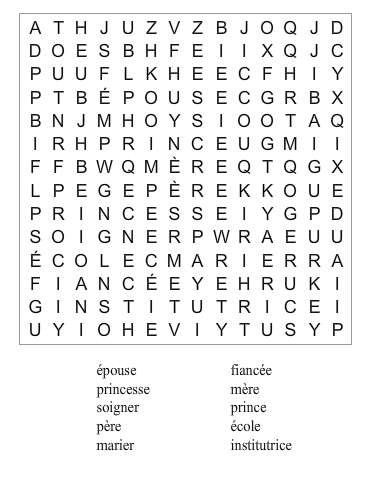 A T H J U Z V Z B J O Q J D
D O E S B H F E I I X Q J C
P U U F L K H E E C F H I Y
P T B É P O U S E C G R B X
B N J M H O Y S I O O T A Q
I R H P R I N C E U G M I I
F F B W Q M È R E Q T Q G X
L P E G E P È R E K K O U E
P R I N C E S S E I Y G P D
S O I G N E R P W R A E U U
É C O L E C M A R I E R R A
F I A N C É E Y E H R U K I
G I N S T I T U T R I C E I
U Y I O H E V I Y T U S Y P
épouse fiancée
princesse mère
soigner prince
père école
marier institutrice